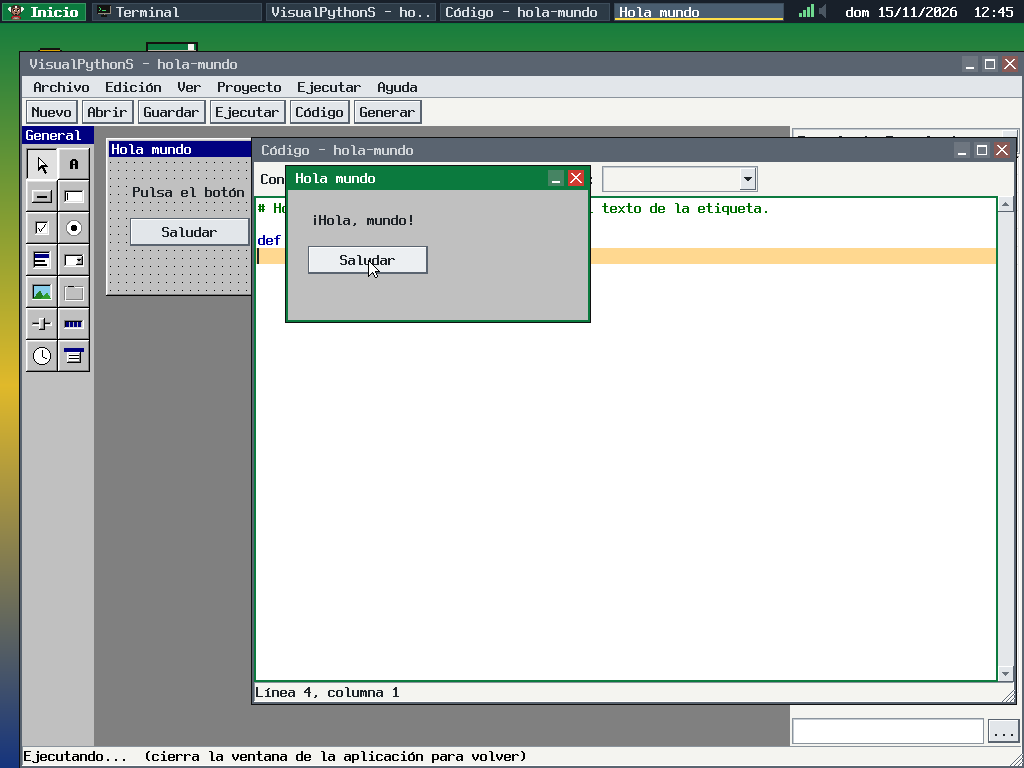 Inicio Terminal VisualPythonS - ho.. Código - hola-mundo Hola mundo dom 15/11/2026 12:45
VisualPythonS - hola-mundo
Archivo Edición Ver Proyecto Ejecutar Ayuda
Nuevo Abrir Guardar Ejecutar Código Generar
General
A
Hola mundo
Pulsa el botón
Saludar
Código - hola-mundo
Hola mundo
¡Hola, mundo!
Saludar
texto de la etiqueta.
def
Línea 4, columna 1
...
Ejecutando... (cierra la ventana de la aplicación para volver)